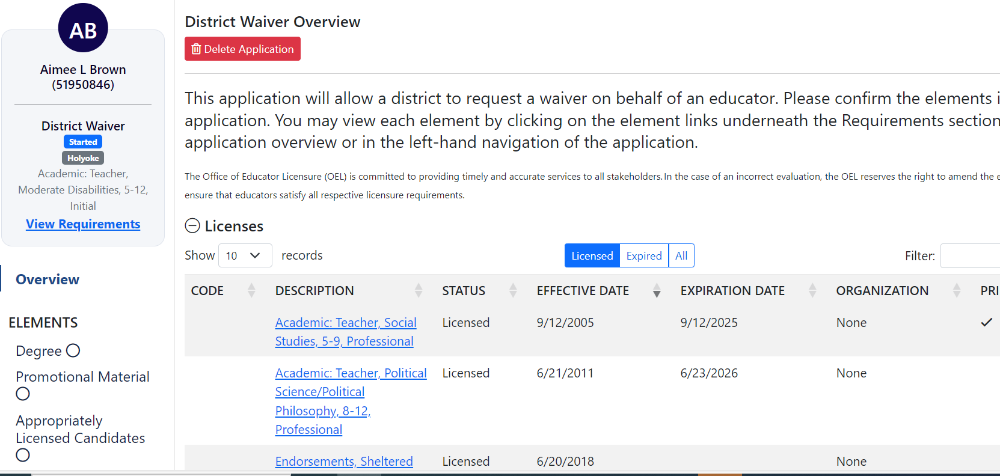 AB
Aimee L Brown
(51950846)
District Waiver
Started
Holyoke
Academic: Teacher,
Moderate Disabilities, 5-12,
Initial
View Requirements
Overview
ELEMENTS
Degree
Promotional Material
Appropriately
Licensed Candidates
District Waiver Overview
Delete Application
This application will allow a district to request a waiver on behalf of an educator. Please confirm the elements
application. You may view each element by clicking on the element links underneath the Requirements section
application overview or in the left-hand navigation of the application.
The Office of Educator Licensure (OEL) is committed to providing timely and accurate services to all stakeholders. In the case of an incorrect evaluation, the OEL reserves the right to amend the
ensure that educators satisfy all respective licensure requirements.
Licenses
Show 10 records Licensed Expired All Filter:
CODE DESCRIPTION STATUS EFFECTIVE DATE EXPIRATION DATE ORGANIZATION PRI
Academic: Teacher, Social Licensed 9/12/2005 9/12/2025 None
Studies, 5-9, Professional
Academic: Teacher, Political Licensed 6/21/2011 6/23/2026 None
Science/Political
Philosophy, 8-12,
Professional
Endorsements, Sheltered Licensed 6/20/2018 None